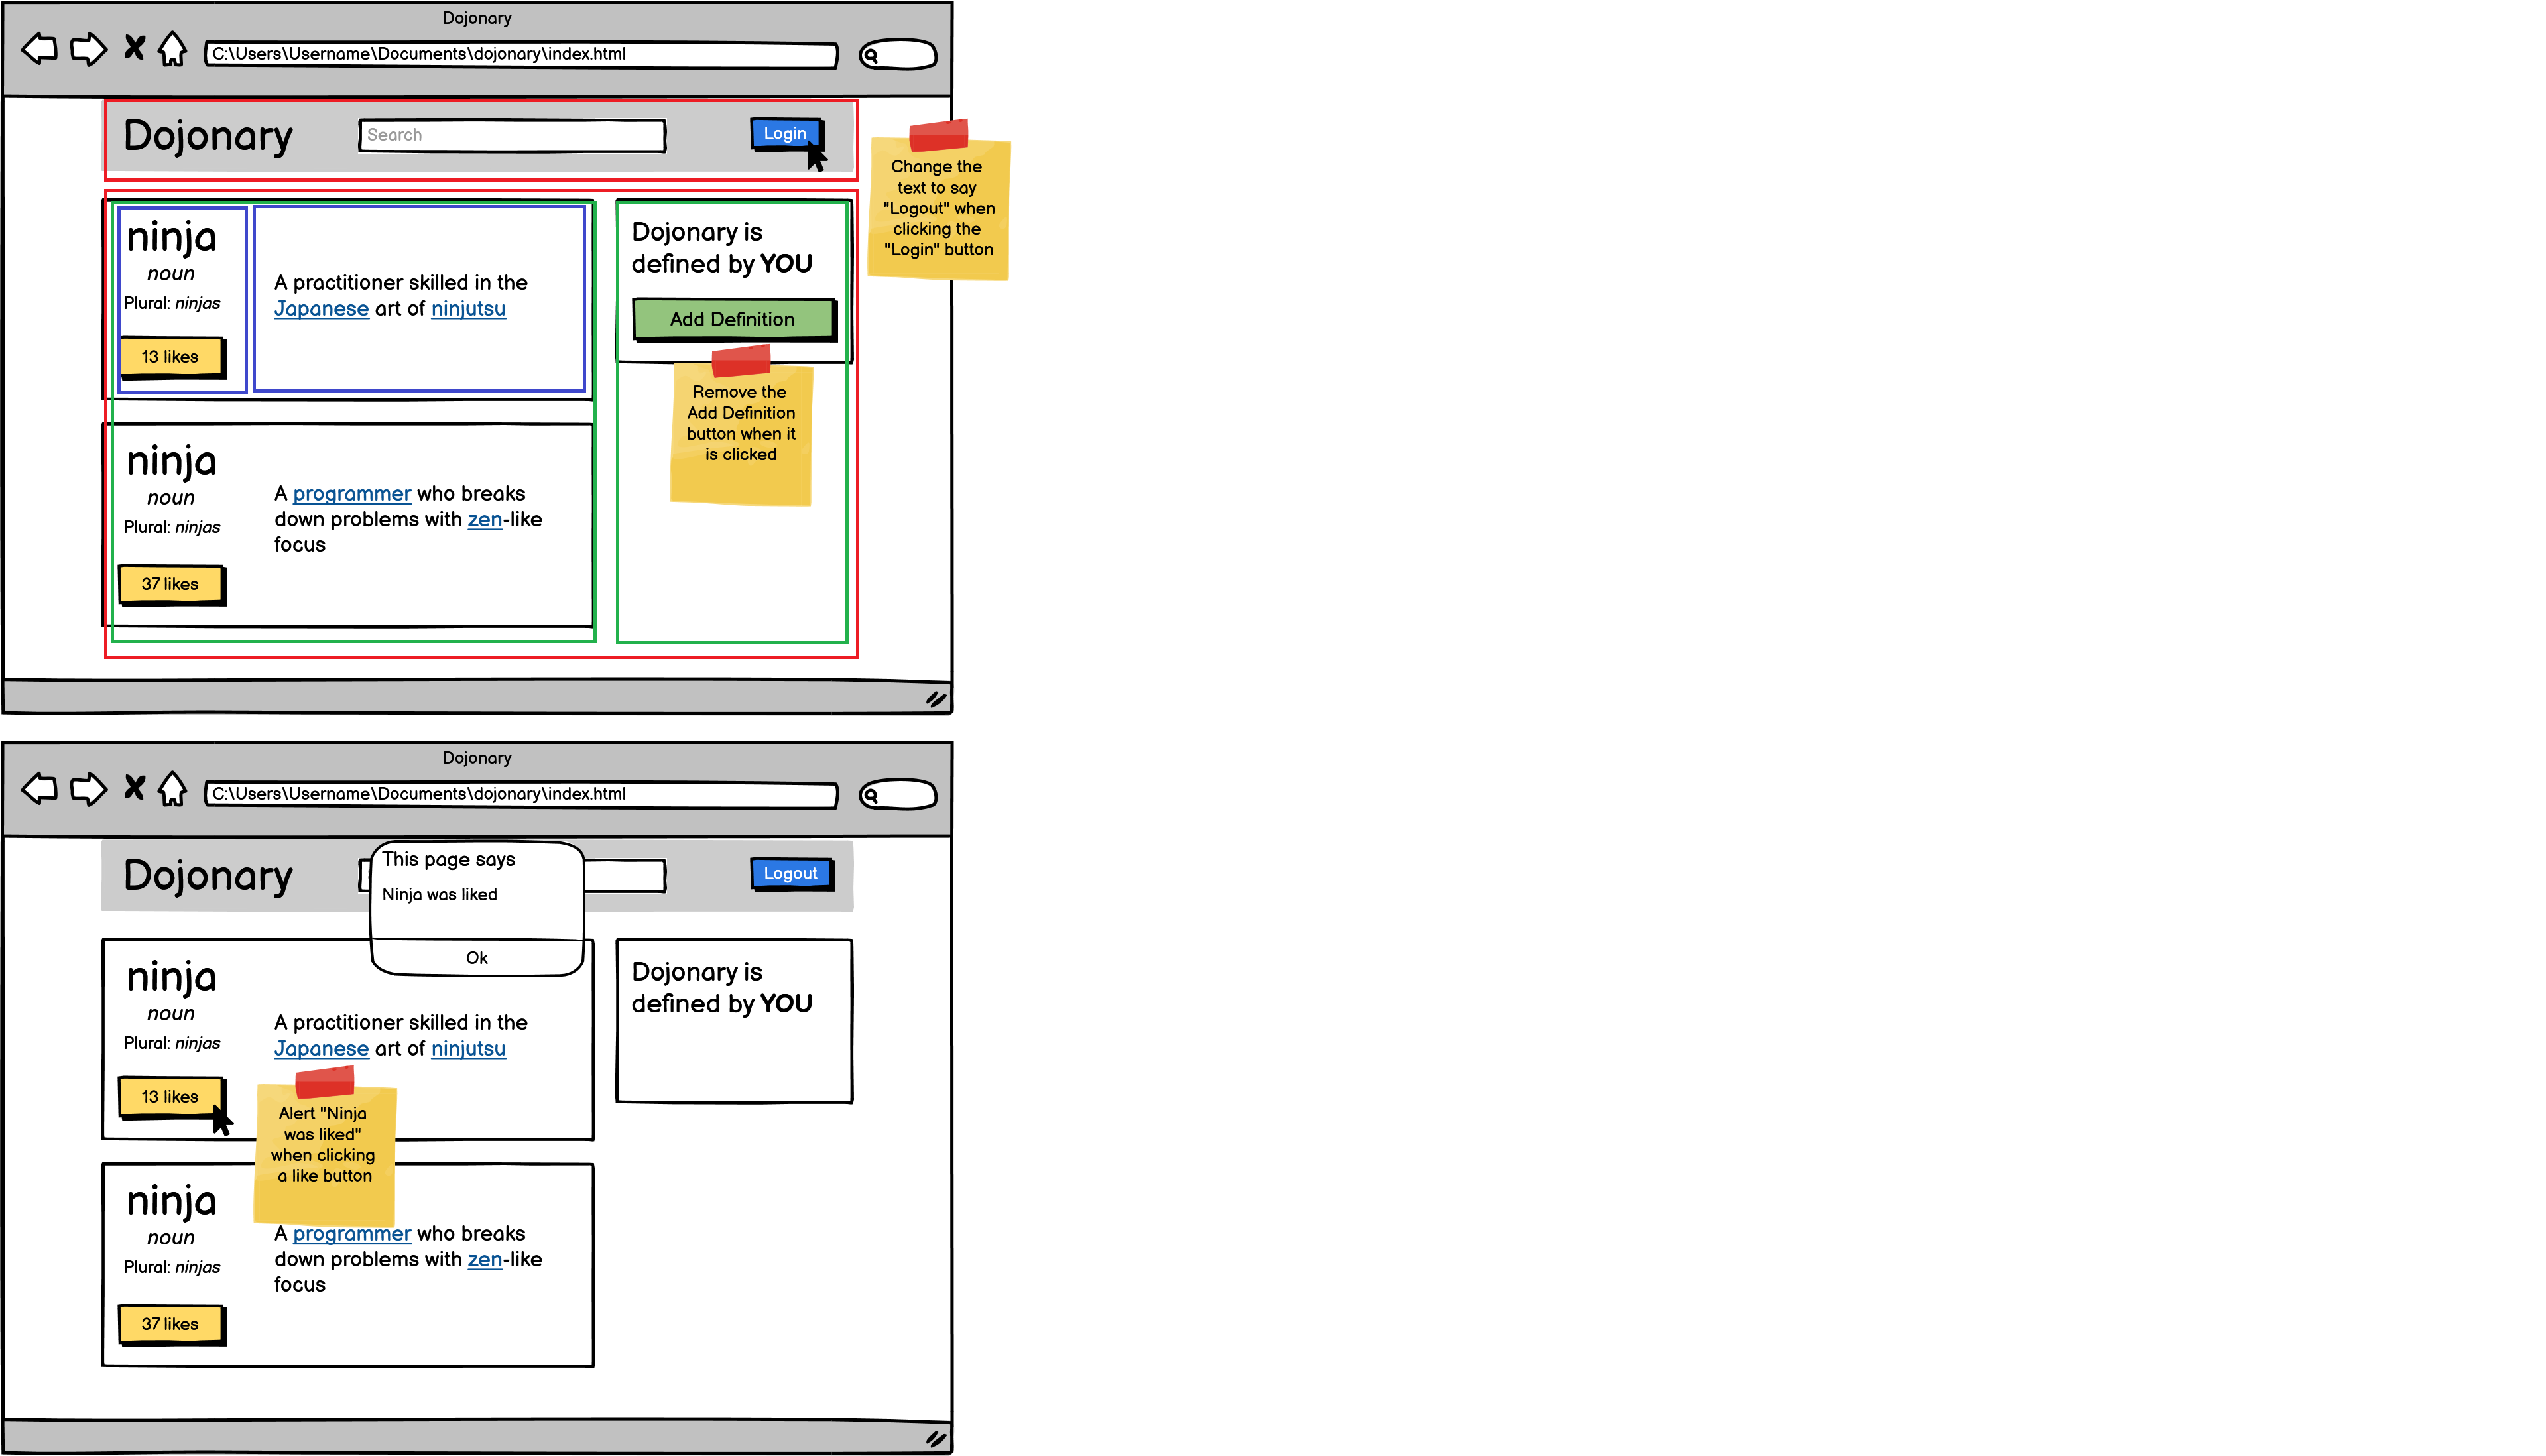 Dojonary
C:\Users\Username\Documents\dojonary\index.html
Dojonary
Search
Login
Change the
text to say
"Logout" when
clicking the
"Login" button
ninja
noun
Plural: ninjas
13 likes
A practitioner skilled in the
Japanese art of ninjutsu
Dojonary is
defined by YOU
Add Definition
Remove the
Add Definition
button when it
is clicked
ninja
noun
Plural: ninjas
37 likes
A programmer who breaks
down problems with zen-like
focus
Dojonary
C:\Users\Username\Documents\dojonary\index.html
Dojonary
This page says
Ninja was liked
Ok
Logout
ninja
noun
Plural: ninjas
13 likes
A practitioner skilled in the
Japanese art of ninjutsu
Alert "Ninja
was liked"
when clicking
a like button
Dojonary is
defined by YOU
ninja
noun
Plural: ninjas
37 likes
A programmer who breaks
down problems with zen-like
focus